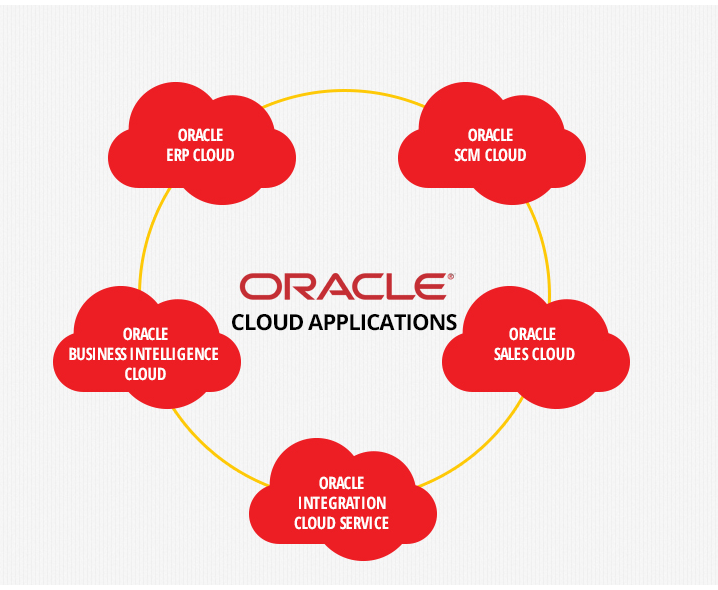 ORACLE
ERP CLOUD
ORACLE
SCM CLOUD
ORACLE®
CLOUD APPLICATIONS
ORACLE
BUSINESS INTELLIGENCE
CLOUD
ORACLE
SALES CLOUD
ORACLE
INTEGRATION
CLOUD SERVICE